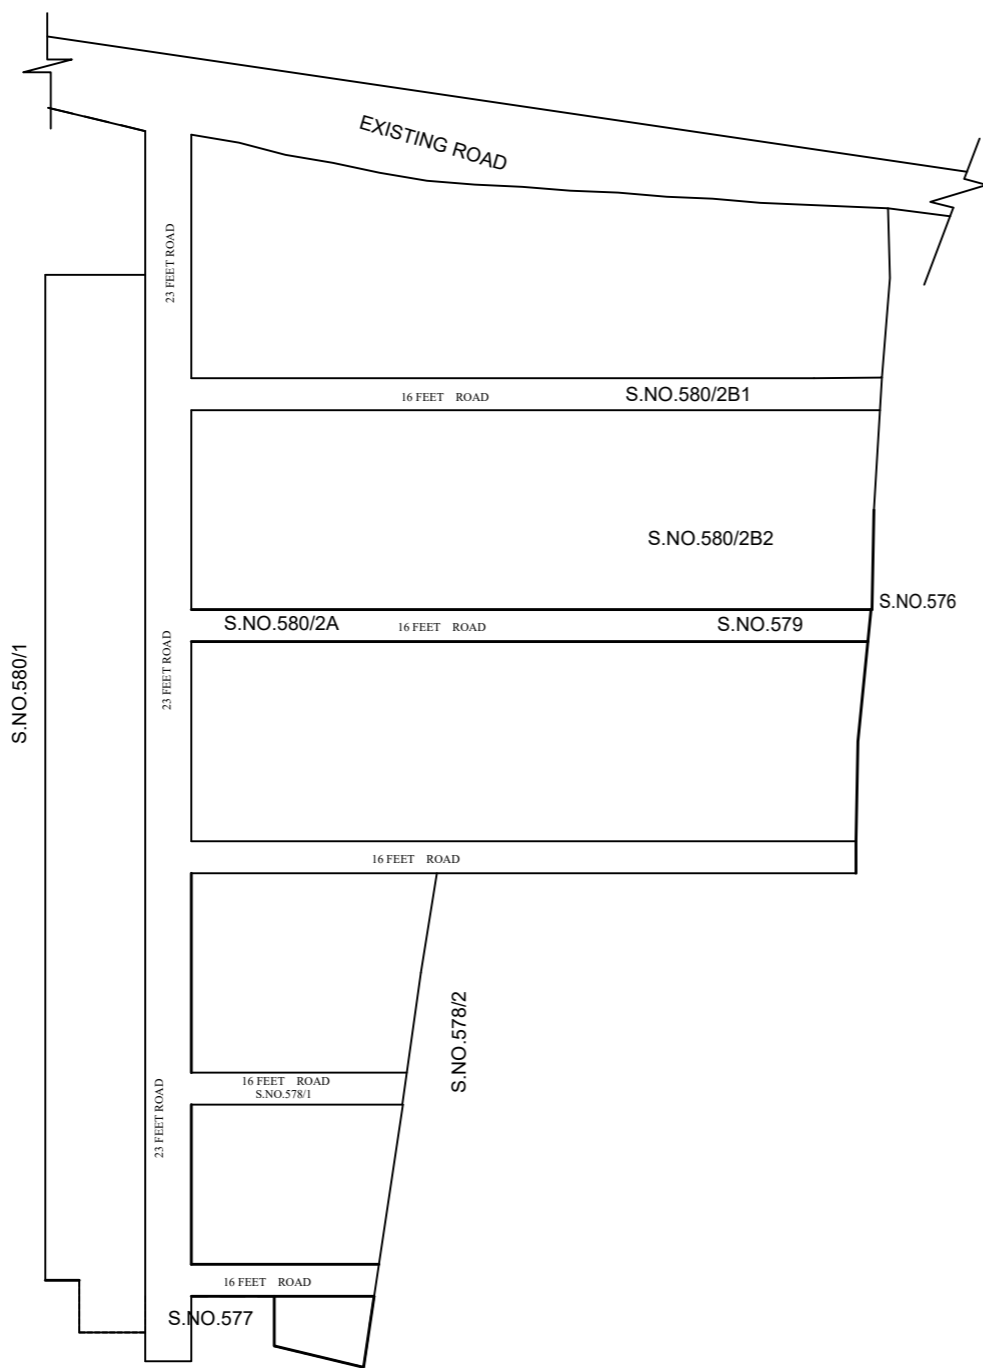 EXISTING ROAD
23 FEET ROAD
16 FEET ROAD
S.NO.580/2B1
S.NO.580/2B2
S.NO.576
S.NO.580/2A
16 FEET ROAD
S.NO.579
23 FEET ROAD
S.NO.580/1
16 FEET ROAD
S.NO.578/2
16 FEET ROAD
S.NO.578/1
23 FEET ROAD
16 FEET ROAD
S.NO.577